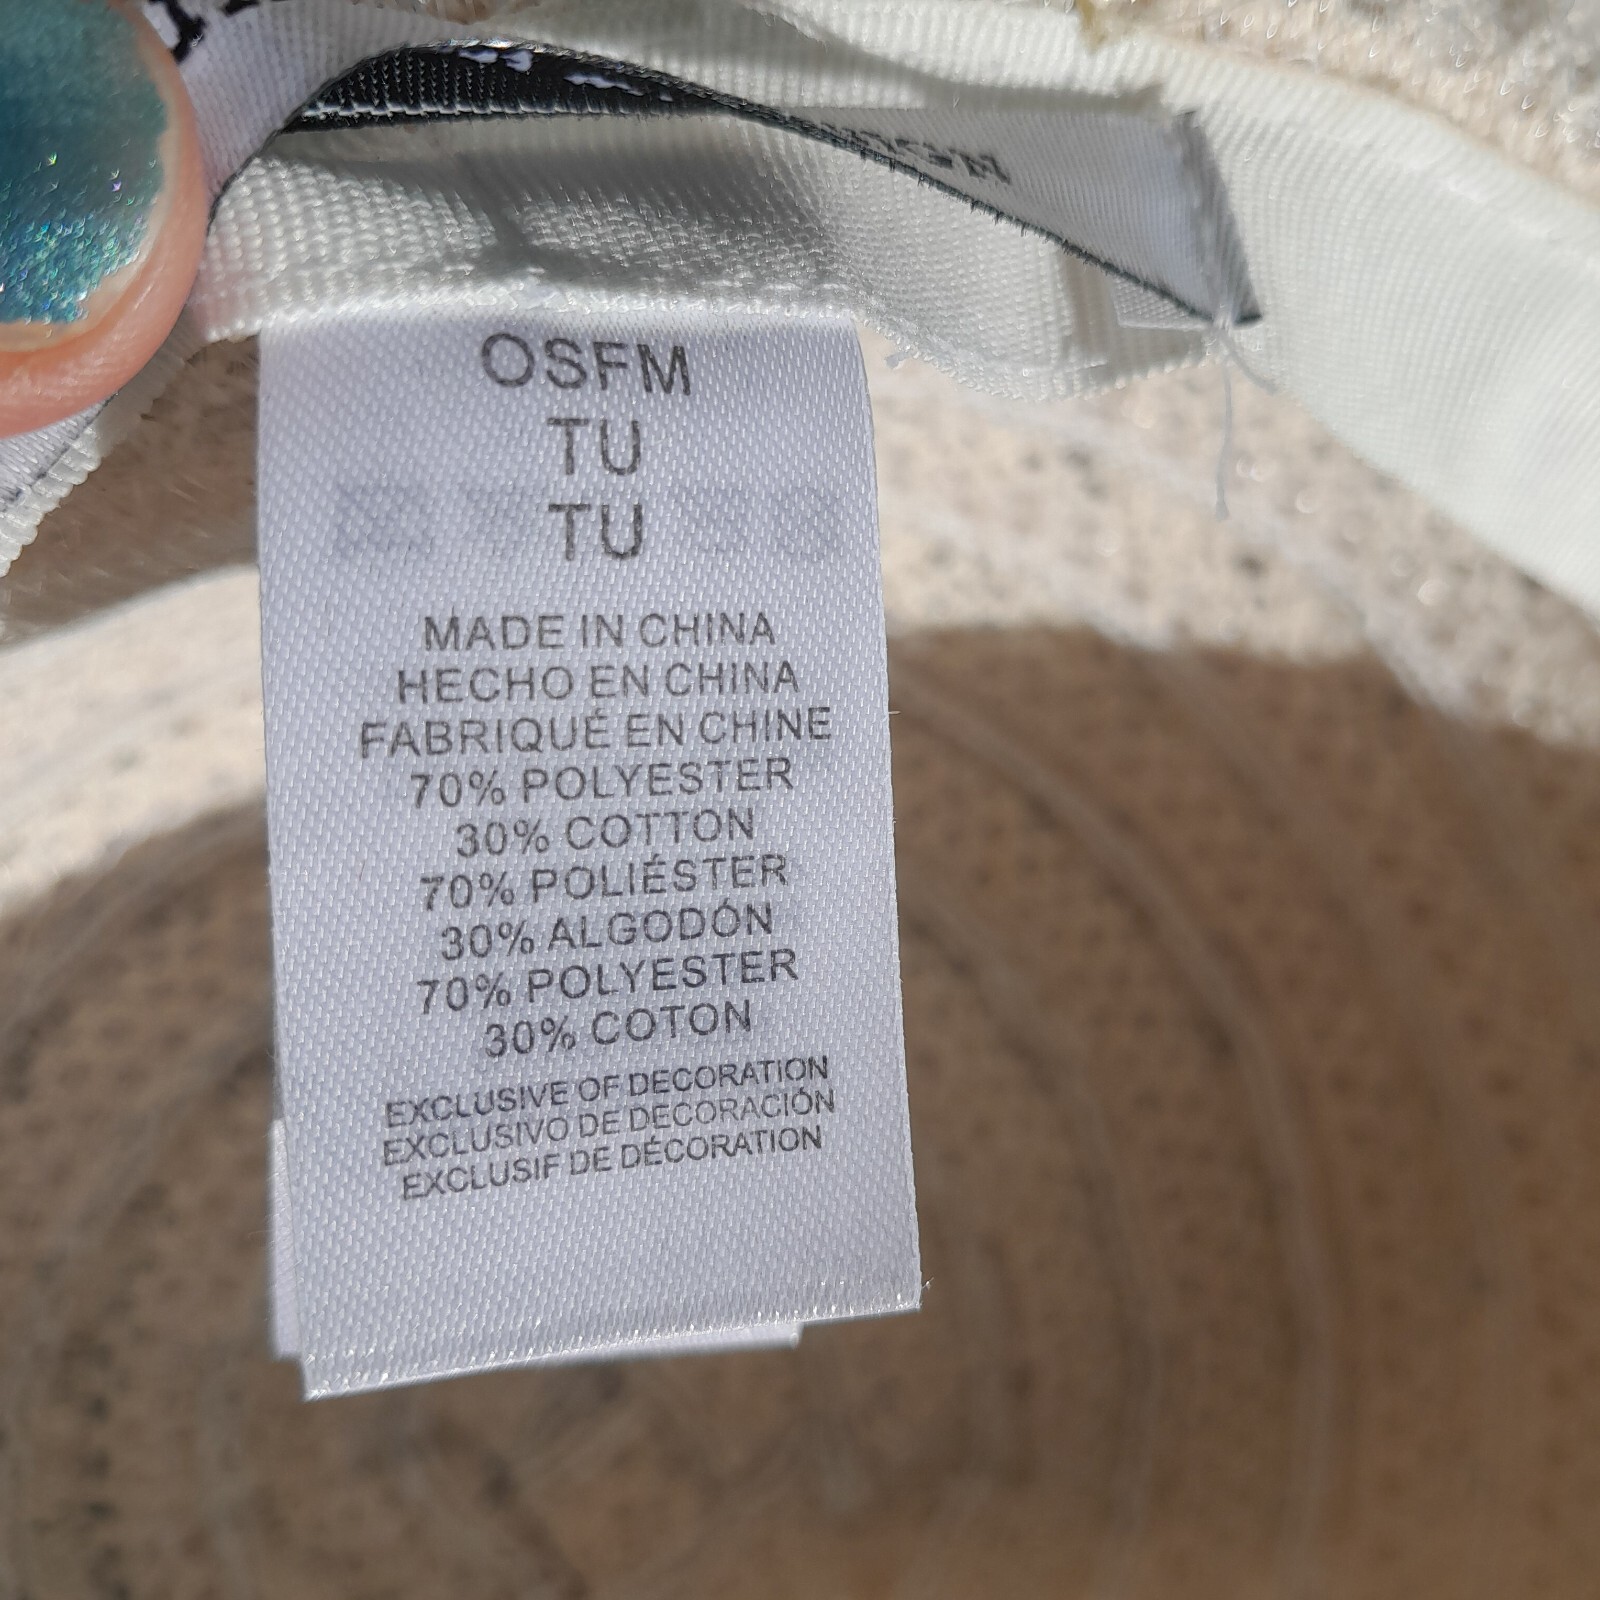 OSFM
TU
TU
MADE IN CHINA
HECHO EN CHINA
FABRIQUÉ EN CHINE
70% POLYESTER
30% COTTON
70% POLIÉSTER
30% ALGODÓN
70% POLYESTER
30% COTON
EXCLUSIVE OF DECORATION
EXCLUSIVO DE DECORACIÓN
EXCLUSIF DE DÉCORATION